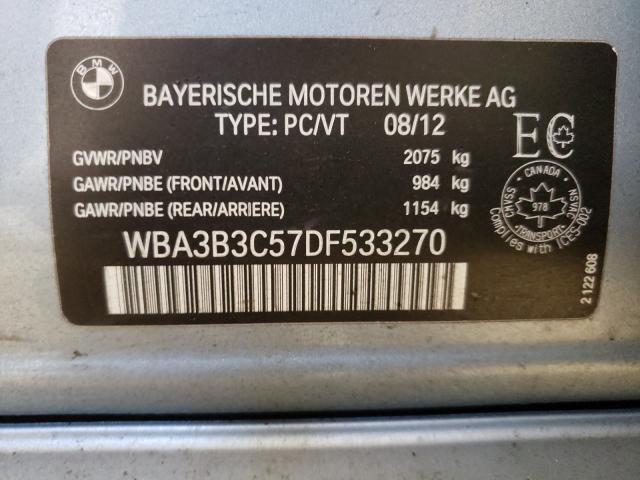 BMW
BAYERISCHE MOTOREN WERKE AG
TYPE: PC/VT 08/12
EC
GVWR/PNBV 2075 kg
GAWR/PNBE (FRONT/AVANT) 984 kg
GAWR/PNBE (REAR/ARRIERE) 1154 kg
CANADA
CMVSS
NSVAC
978
TRANSPORT
Complies with ICES-002
WBA3B3C57DF533270
2 122 608